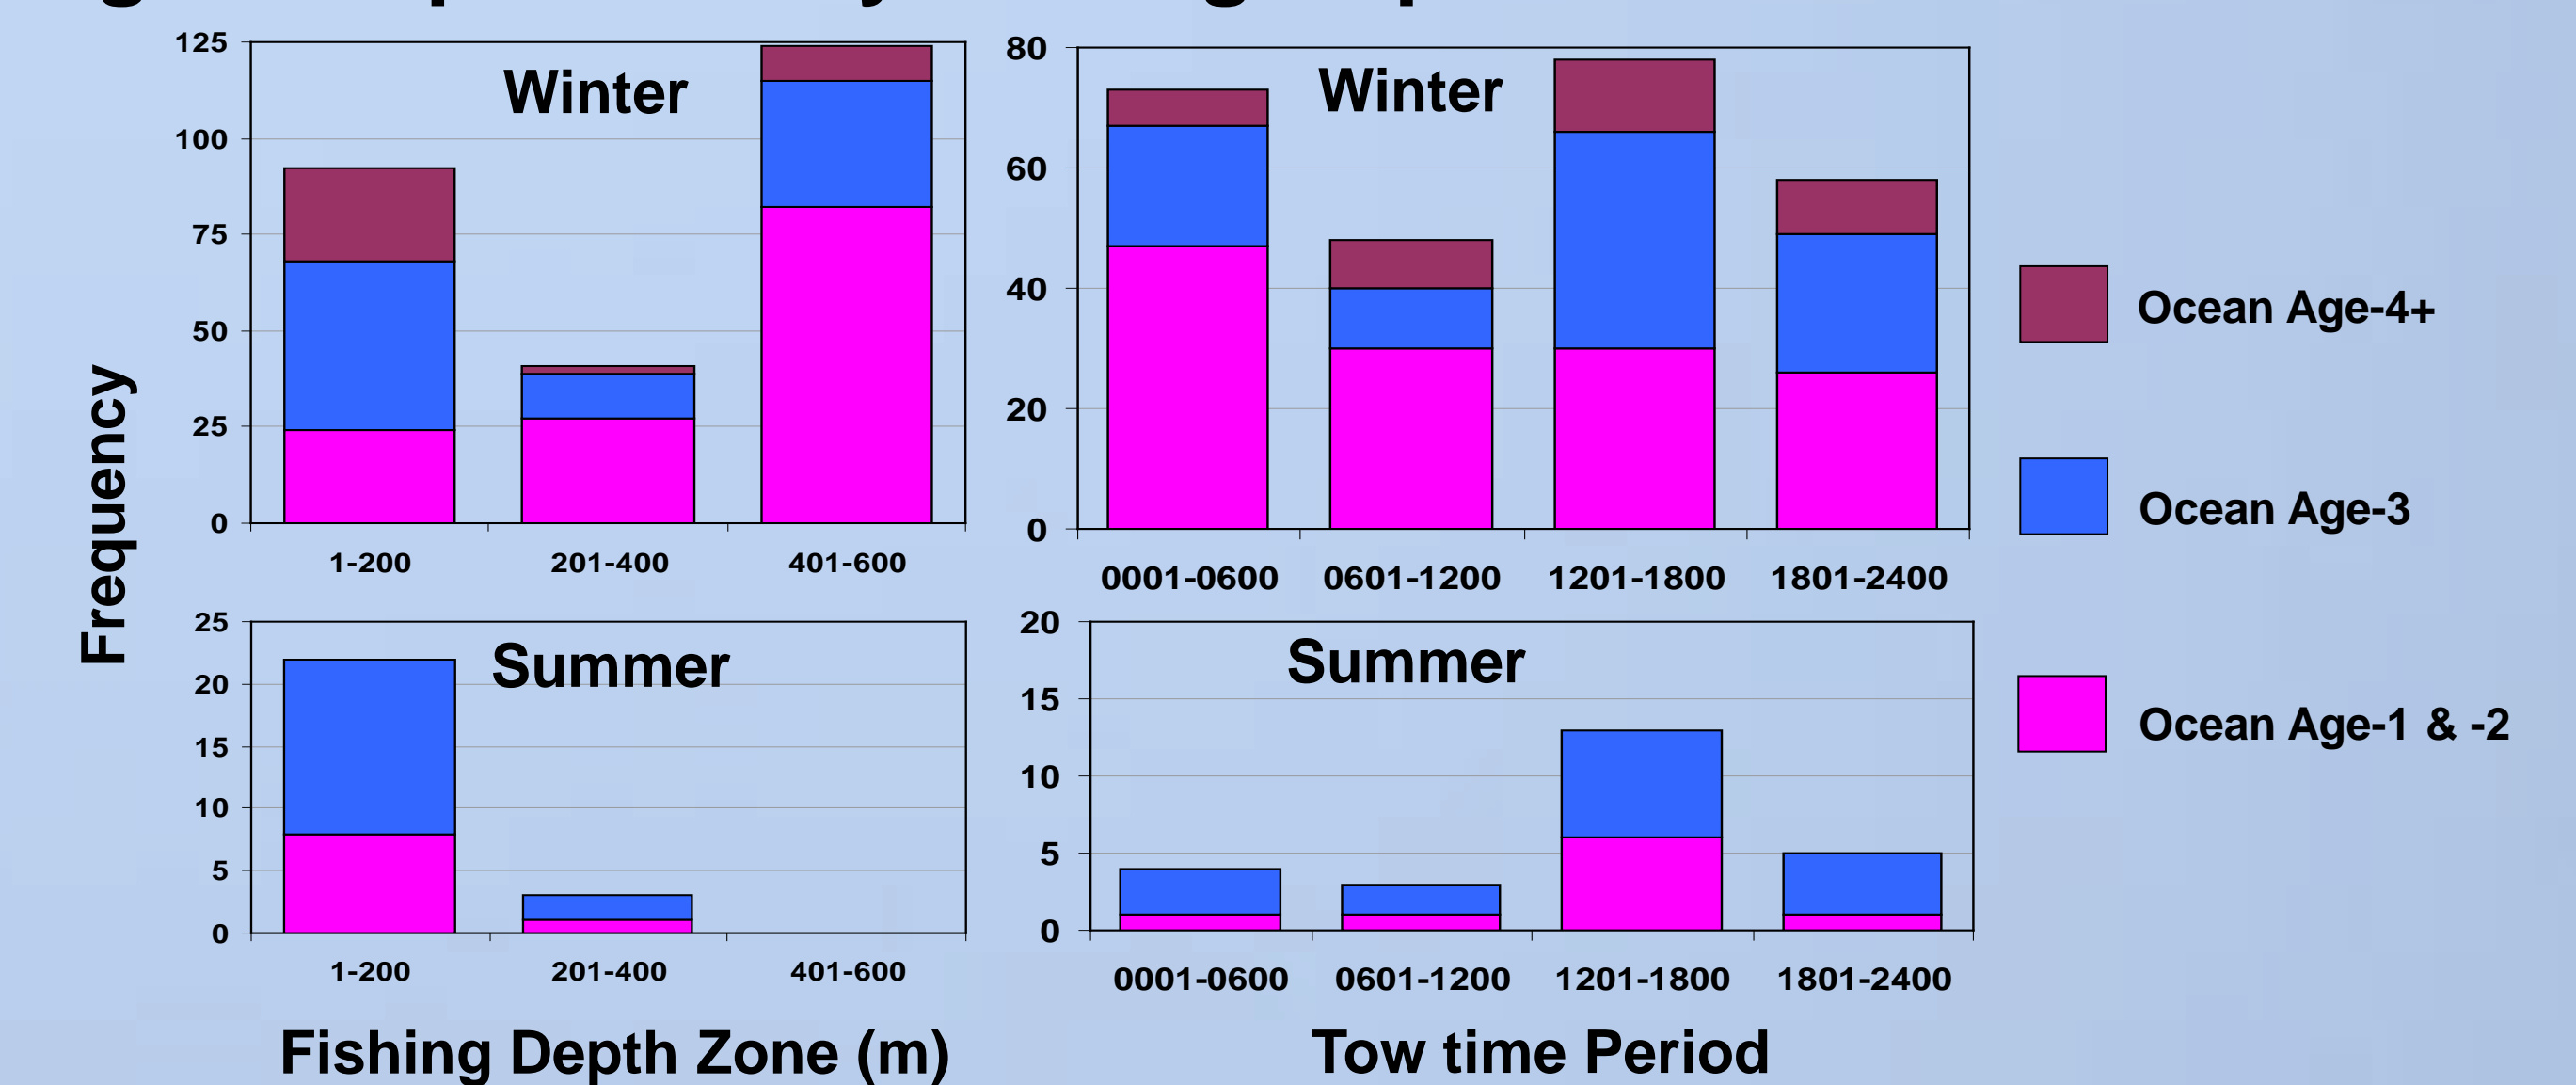 Frequency
Winter
125
100
75
50
25
0
1-200 201-400 401-600
Winter
80
60
40
20
0
0001-0600 0601-1200 1201-1800 1801-2400
Summer
25
20
15
10
5
0
1-200 201-400 401-600
Fishing Depth Zone (m)
Summer
20
15
10
5
0
0001-0600 0601-1200 1201-1800 1801-2400
Tow time Period
Ocean Age-4+
Ocean Age-3
Ocean Age-1 & -2